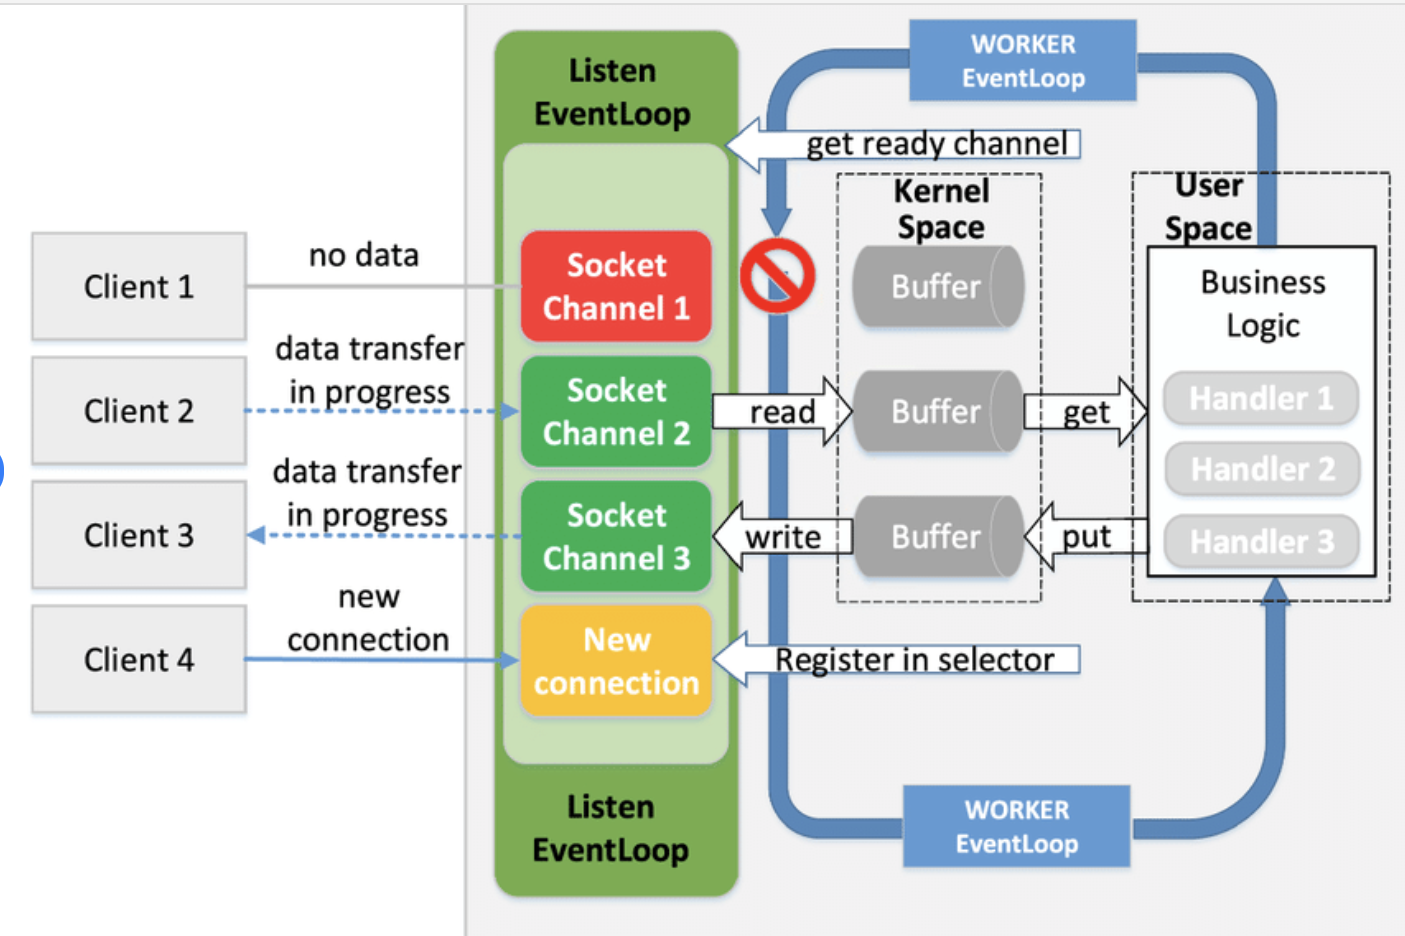 Listen
EventLoop
WORKER
EventLoop
get ready channel
Kernel
Space
User
Space
Client 1
no data
Socket
Channel 1
Buffer
Business
Logic
Client 2
data transfer
in progress
Socket
Channel 2
read
Buffer
get
Handler 1
Handler 2
Client 3
data transfer
in progress
Socket
Channel 3
write
Buffer
put
Handler 3
Client 4
new
connection
New
connection
Register in selector
Listen
EventLoop
WORKER
EventLoop